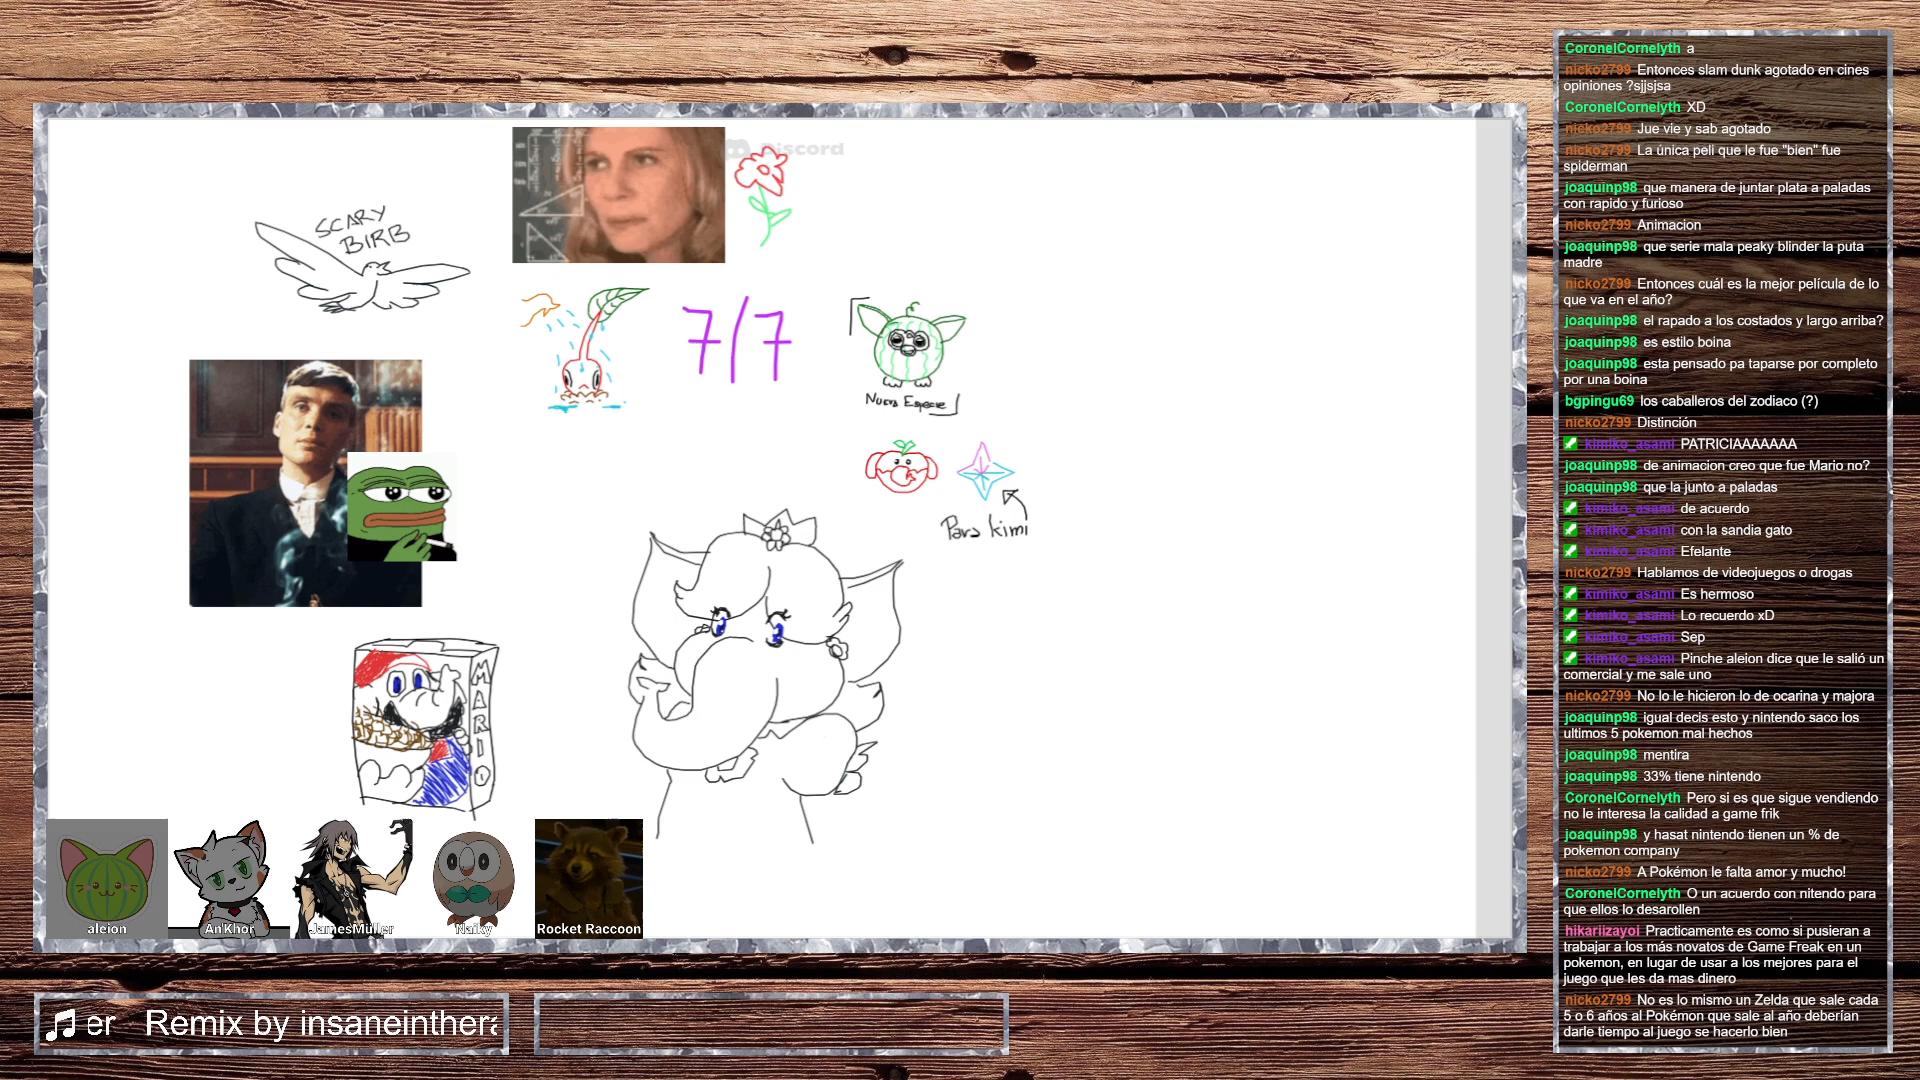 Discord
SCARY
BIRB
7/7
Nueva Especie
Para kimi
MARIO
aleion
An'Khor
JamesMüller
Naiky
Rocket Raccoon
er Remix by insaneinthera
CoronelCornelyth a
nicko2799 Entonces slam dunk agotado en cines
opiniones ?sjjsjsa
CoronelCornelyth XD
nicko2799 Jue vie y sab agotado
nicko2799 La única peli que le fue "bien" fue
spiderman
joaquinp98 que manera de juntar plata a paladas
con rapido y furioso
nicko2799 Animacion
joaquinp98 que serie mala peaky blinder la puta
madre
nicko2799 Entonces cuál es la mejor película de lo
que va en el año?
joaquinp98 el rapado a los costados y largo arriba?
joaquinp98 es estilo boina
joaquinp98 esta pensado pa taparse por completo
por una boina
bgpingu69 los caballeros del zodiaco (?)
nicko2799 Distinción
kimiko_asami PATRICIAAAAAAA
joaquinp98 de animacion creo que fue Mario no?
joaquinp98 que la junto a paladas
kimiko_asami de acuerdo
kimiko_asami con la sandia gato
kimiko_asami Efelante
nicko2799 Hablamos de videojuegos o drogas
kimiko_asami Es hermoso
kimiko_asami Lo recuerdo xD
kimiko_asami Sep
kimiko_asami Pinche aleion dice que le salió un
comercial y me sale uno
nicko2799 No lo le hicieron lo de ocarina y majora
joaquinp98 igual decis esto y nintendo saco los
ultimos 5 pokemon mal hechos
joaquinp98 mentira
joaquinp98 33% tiene nintendo
CoronelCornelyth Pero si es que sigue vendiendo
no le interesa la calidad a game frik
joaquinp98 y hasat nintendo tienen un % de
pokemon company
nicko2799 A Pokémon le falta amor y mucho!
CoronelCornelyth O un acuerdo con nitendo para
que ellos lo desarollen
hikariizayoi Practicamente es como si pusieran a
trabajar a los más novatos de Game Freak en un
pokemon, en lugar de usar a los mejores para el
juego que les da mas dinero
nicko2799 No es lo mismo un Zelda que sale cada
5 o 6 años al Pokémon que sale al año deberían
darle tiempo al juego se hacerlo bien